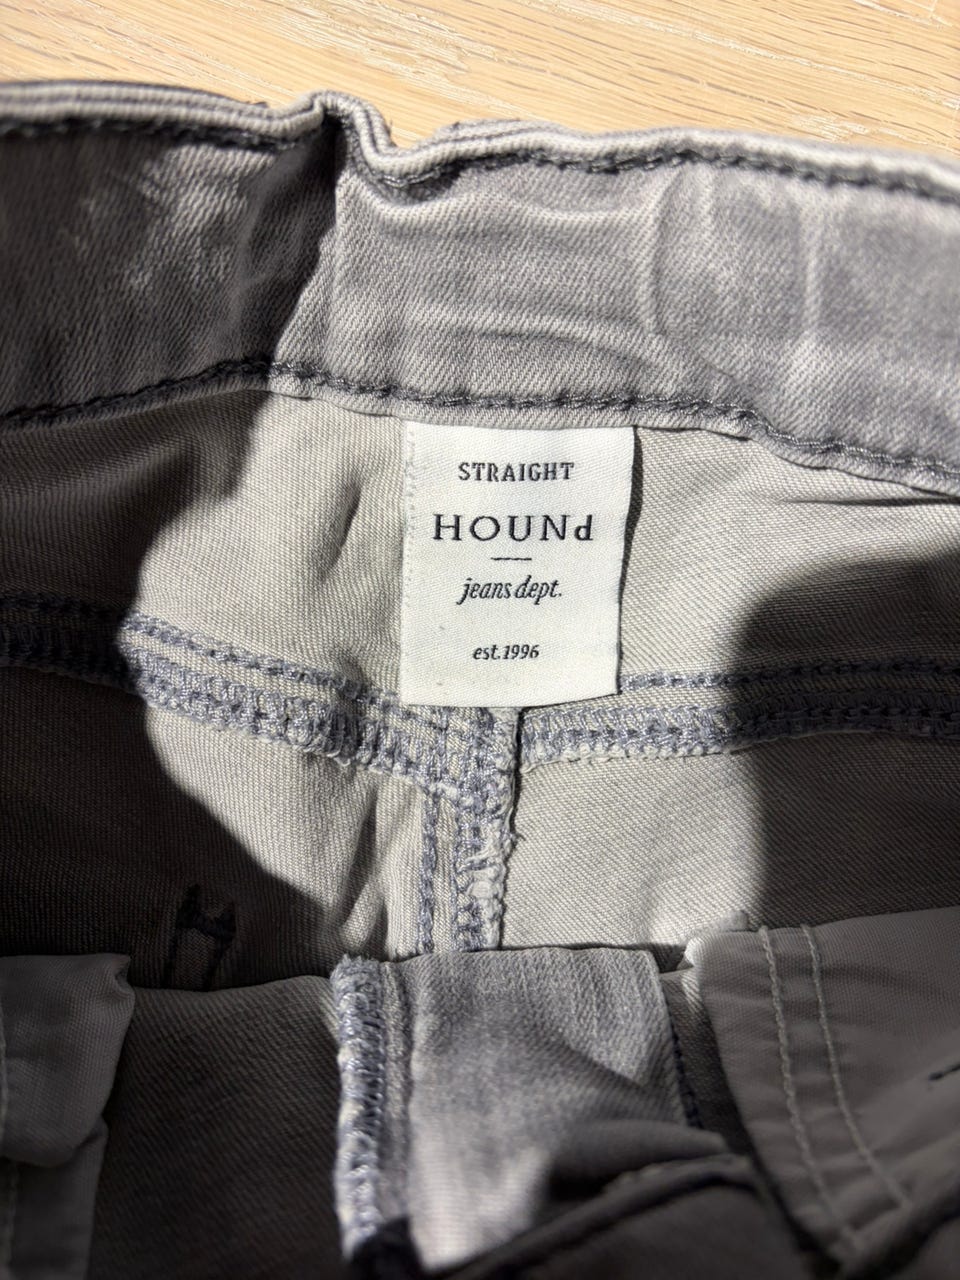 STRAIGHT
HOUNd
jeans dept.
est. 1996